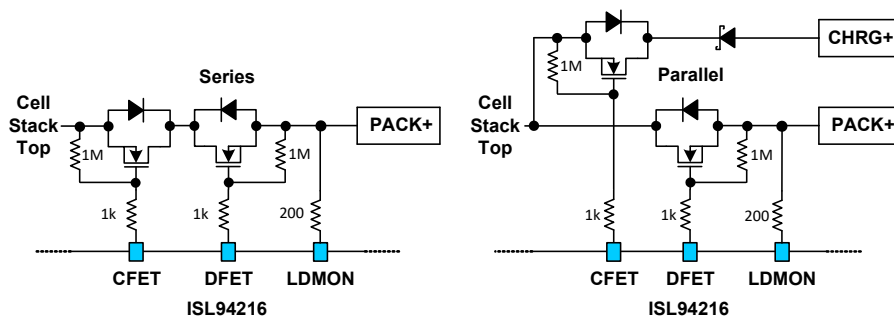 Series
Cell
Stack
Top
1M
1M
PACK+
1k
1k
200
CFET
DFET
LDMON
ISL94216
CHRG+
1M
Parallel
Cell
Stack
Top
PACK+
1M
1k
1k
200
CFET
DFET
LDMON
ISL94216